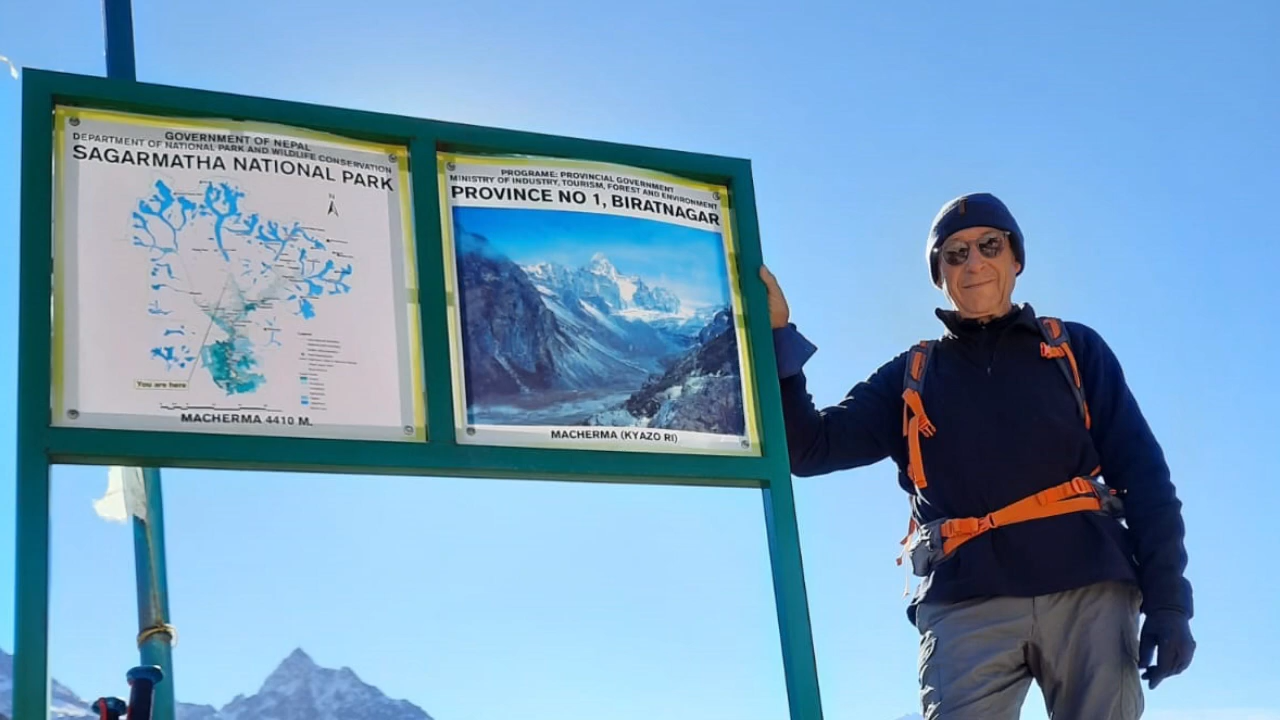 GOVERNMENT OF NEPAL
DEPARTMENT OF NATIONAL PARK AND WILDLIFE CONSERVATION
SAGARMATHA NATIONAL PARK
N
You are here
MACHERMA 4410 M.
PROGRAME: PROVINCIAL GOVERNMENT
MINISTRY OF INDUSTRY, TOURISM, FOREST AND ENVIRONMENT
PROVINCE NO 1, BIRATNAGAR
MACHERMA (KYAZO RI)